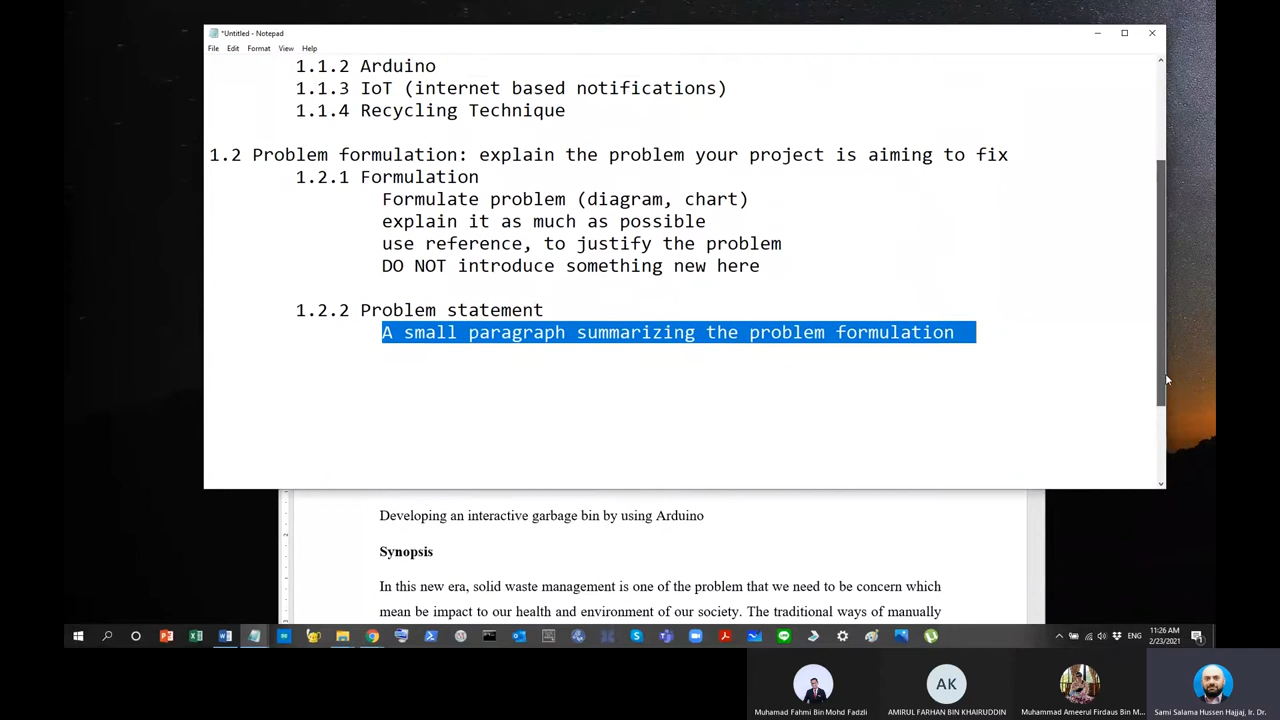 *Untitled - Notepad
File Edit Format View Help
1.1.2 Arduino
1.1.3 IoT (internet based notifications)
1.1.4 Recycling Technique
1.2 Problem formulation: explain the problem your project is aiming to fix
1.2.1 Formulation
Formulate problem (diagram, chart)
explain it as much as possible
use reference, to justify the problem
DO NOT introduce something new here
1.2.2 Problem statement
A small paragraph summarizing the problem formulation
Developing an interactive garbage bin by using Arduino
Synopsis
In this new era, solid waste management is one of the problem that we need to be concern which
mean be impact to our health and environment of our society. The traditional ways of manually
ENG
11:26 AM
2/23/2021
AK
Muhamad Fahmi Bin Mohd Fadzli
AMIRUL FARHAN BIN KHAIRUDDIN
Muhammad Ameerul Firdaus Bin M...
Sami Salama Hussen Hajjaj, Ir. Dr.